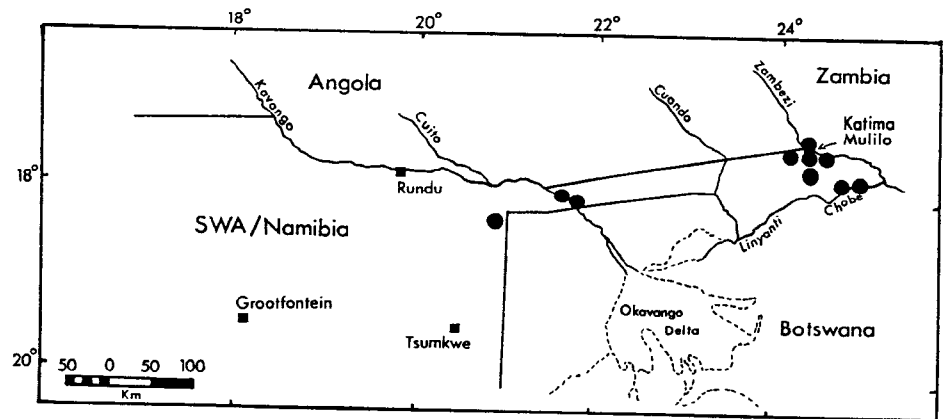 18° 20° 22° 24°
Angola
Zambia
Kavango
Cuito
Cuando
Zambezi
Katima
Mulilo
18°
Rundu
SWA/Namibia
Chobe
Linyanti
Grootfontein
Tsumkwe
Okavango
Delta
Botswana
20°
50 0 50 100
Km